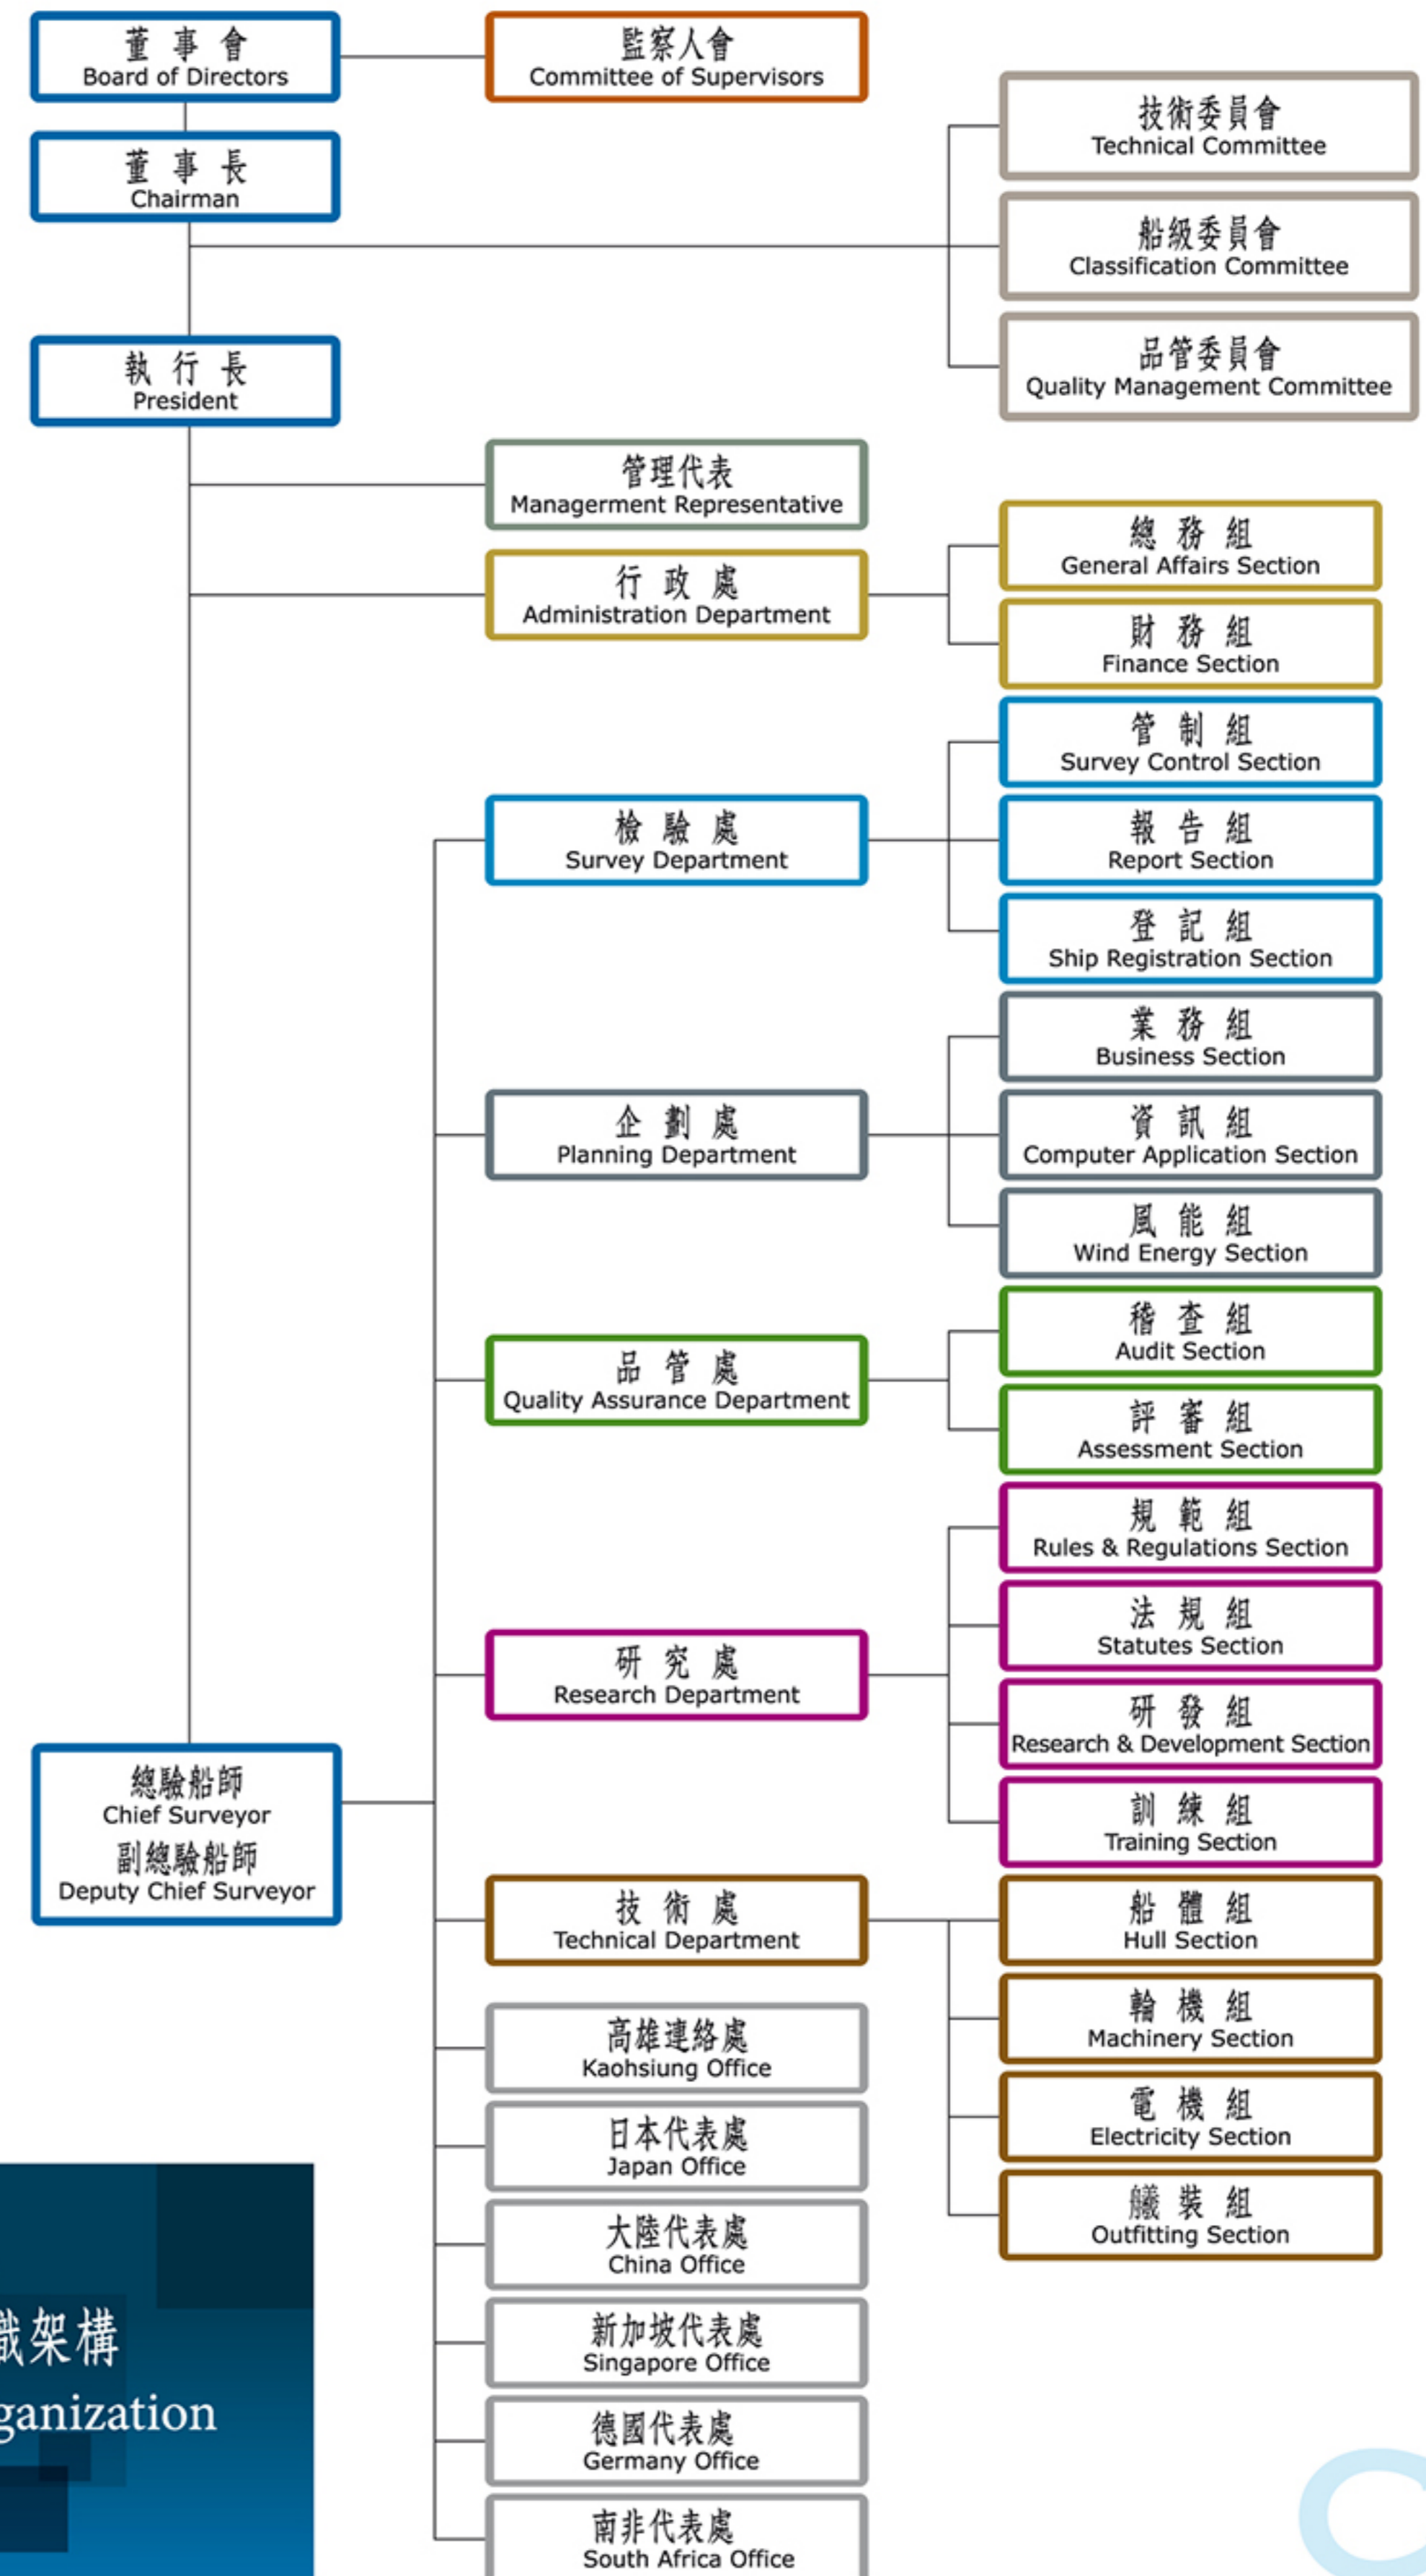 董事會
Board of Directors
監察人會
Committee of Supervisors
董事長
Chairman
技術委員會
Technical Committee
船級委員會
Classification Committee
品管委員會
Quality Management Committee
執行長
President
管理代表
Managerment Representative
行政處
Administration Department
總務組
General Affairs Section
財務組
Finance Section
檢驗處
Survey Department
管制組
Survey Control Section
報告組
Report Section
登記組
Ship Registration Section
企劃處
Planning Department
業務組
Business Section
資訊組
Computer Application Section
風能組
Wind Energy Section
品管處
Quality Assurance Department
稽查組
Audit Section
評審組
Assessment Section
研究處
Research Department
規範組
Rules & Regulations Section
法規組
Statutes Section
研發組
Research & Development Section
訓練組
Training Section
總驗船師
Chief Surveyor
副總驗船師
Deputy Chief Surveyor
技術處
Technical Department
船體組
Hull Section
輪機組
Machinery Section
電機組
Electricity Section
艤裝組
Outfitting Section
高雄連絡處
Kaohsiung Office
日本代表處
Japan Office
大陸代表處
China Office
新加坡代表處
Singapore Office
德國代表處
Germany Office
南非代表處
South Africa Office
織架構
ganization